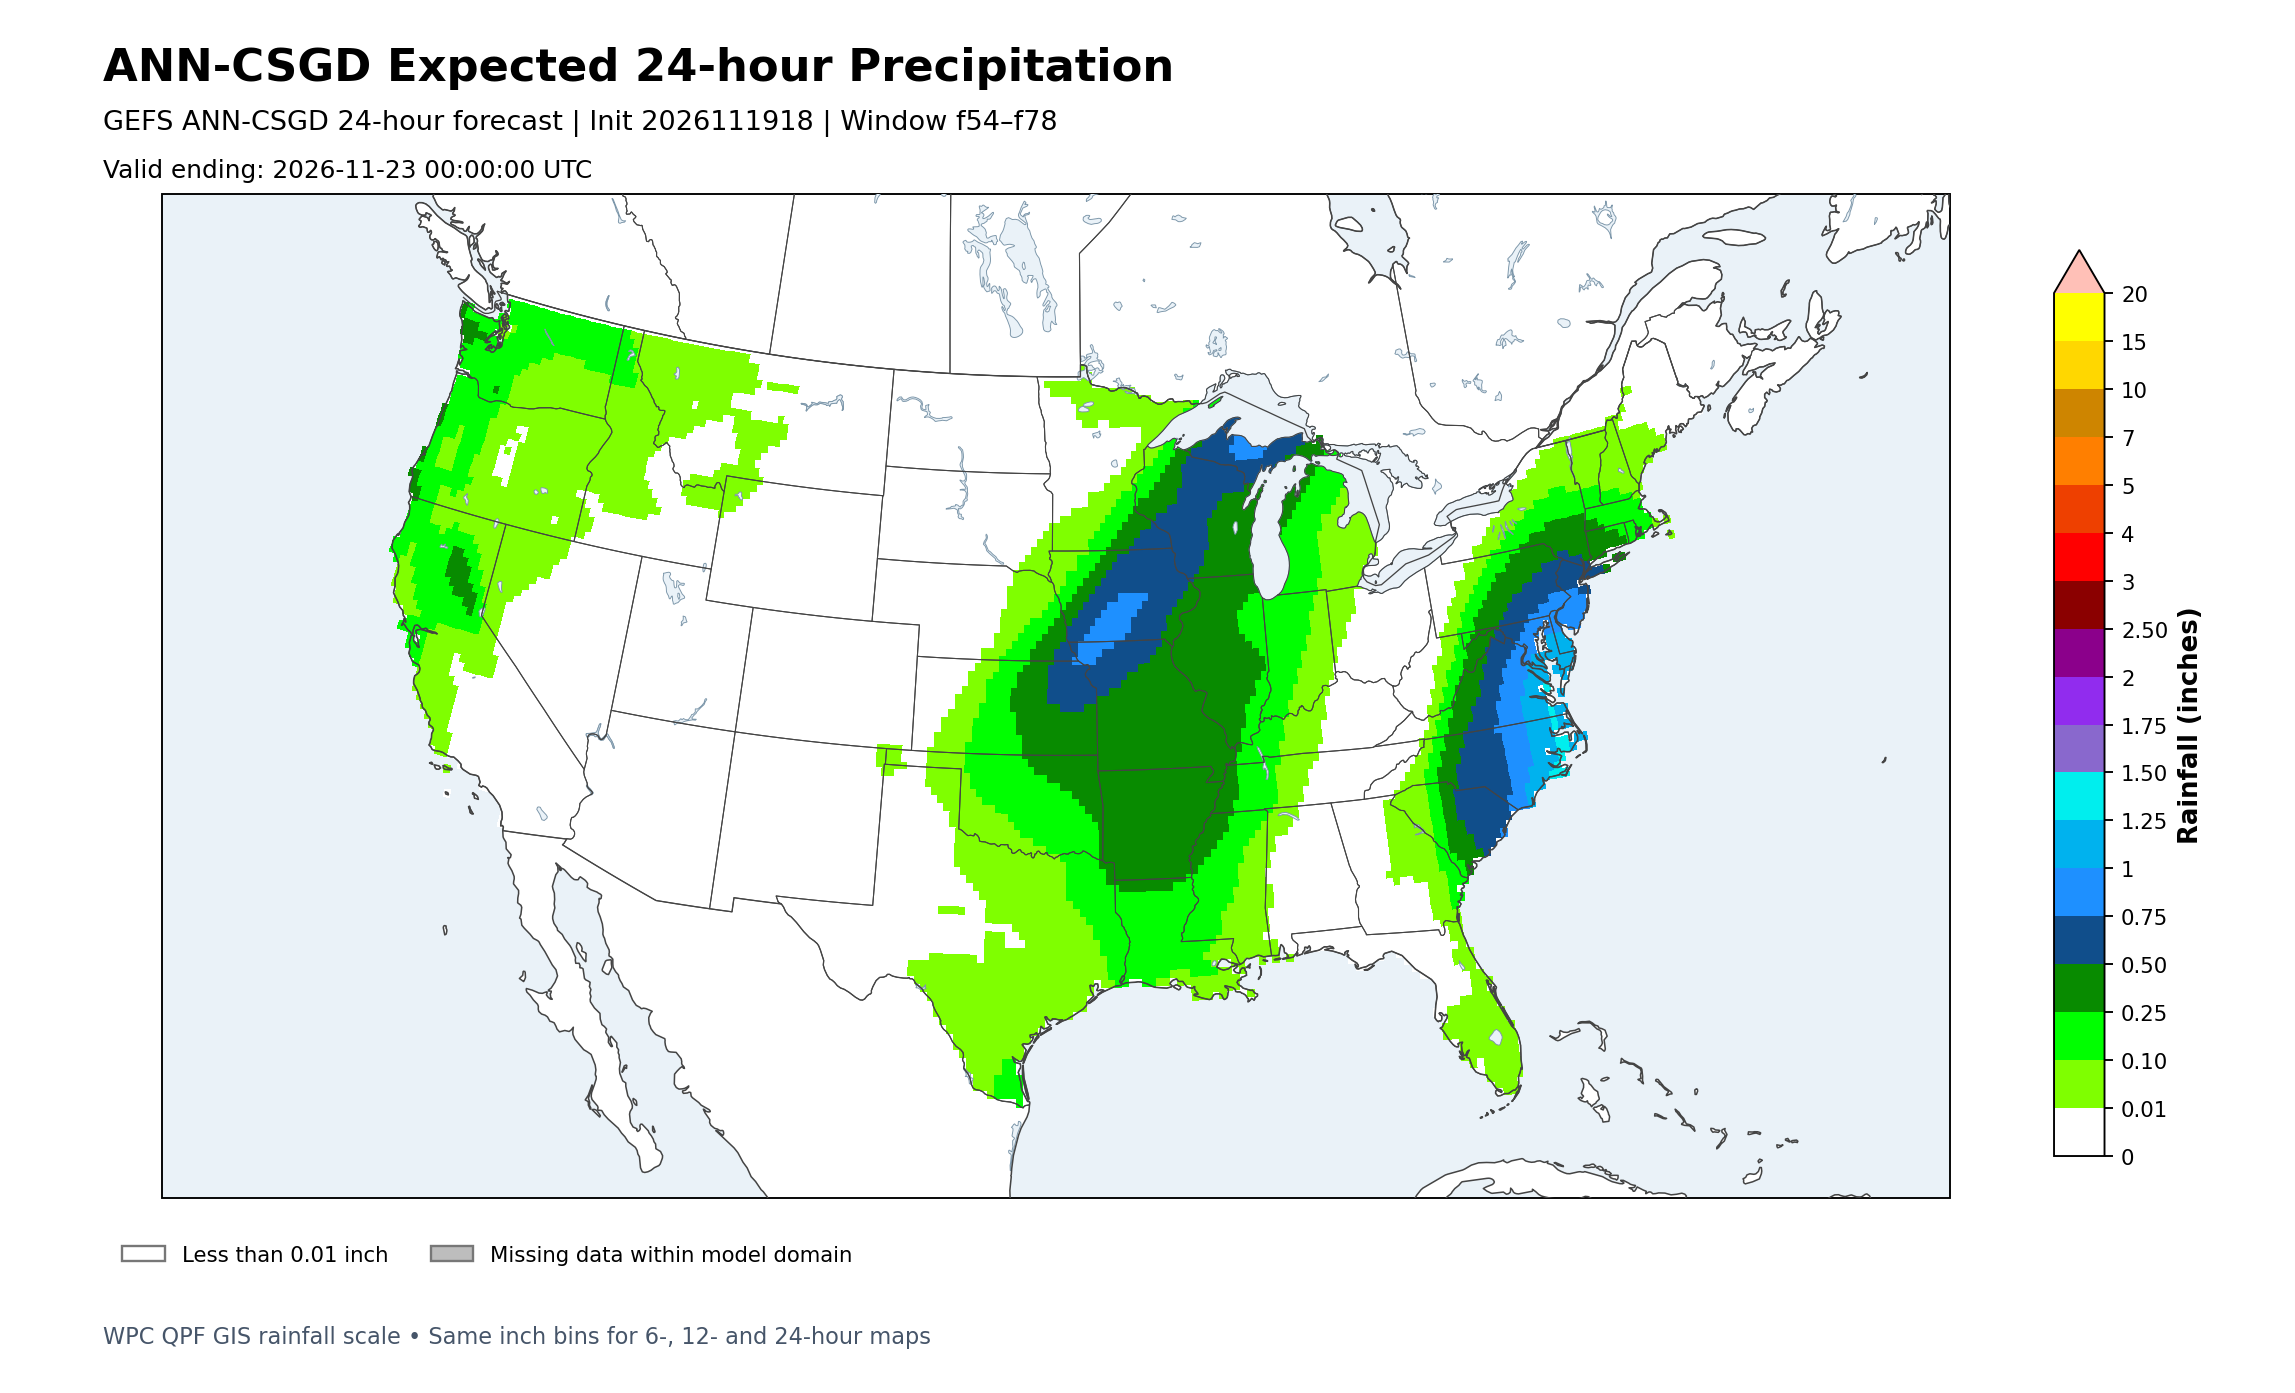 ANN-CSGD Expected 24-hour Precipitation
GEFS ANN-CSGD 24-hour forecast | Init 2026111918 | Window f54–f78
Valid ending: 2026-11-23 00:00:00 UTC
20
15
10
7
5
4
3
2.50
2
1.75
1.50
1.25
1
0.75
0.50
0.25
0.10
0.01
0
Rainfall (inches)
Less than 0.01 inch
Missing data within model domain
WPC QPF GIS rainfall scale • Same inch bins for 6-, 12- and 24-hour maps